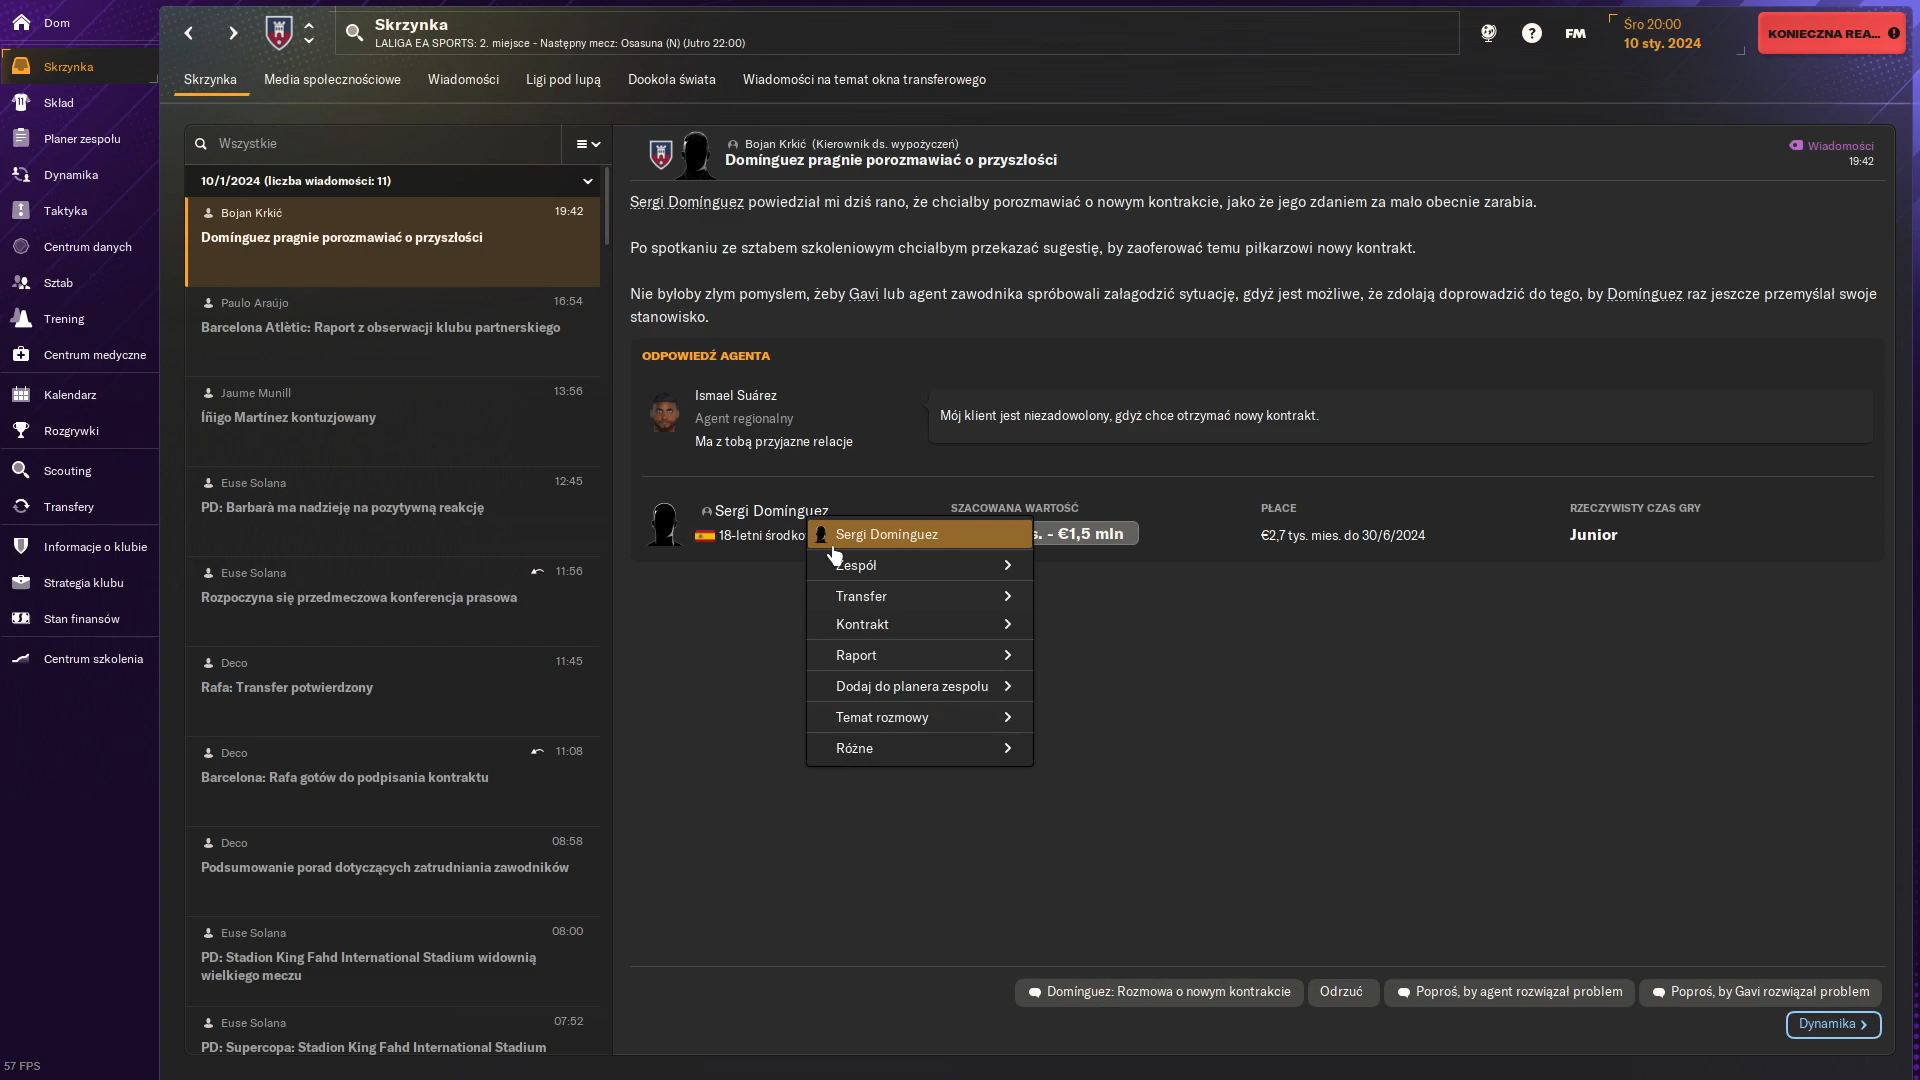 Dom
Skrzynka
Skład
Planer zespołu
Dynamika
Taktyka
Centrum danych
Sztab
Trening
Centrum medyczne
Kalendarz
Rozgrywki
Scouting
Transfery
Informacje o klubie
Strategia klubu
Stan finansów
Centrum szkolenia
57 FPS
Skrzynka
LALIGA EA SPORTS: 2. miejsce - Następny mecz: Osasuna (N) (Jutro 22:00)
FM
Śro 20:00
10 sty. 2024
KONIECZNA REA...
Skrzynka
Media społecznościowe
Wiadomości
Ligi pod lupą
Dookoła świata
Wiadomości na temat okna transferowego
Wszystkie
10/1/2024 (liczba wiadomości: 11)
Bojan Krkić 19:42
Domínguez pragnie porozmawiać o przyszłości
Paulo Araújo 16:54
Barcelona Atlètic: Raport z obserwacji klubu partnerskiego
Jaume Munill 13:56
Íñigo Martínez kontuzjowany
Euse Solana 12:45
PD: Barbarà ma nadzieję na pozytywną reakcję
Euse Solana 11:56
Rozpoczyna się przedmeczowa konferencja prasowa
Deco 11:45
Rafa: Transfer potwierdzony
Deco 11:08
Barcelona: Rafa gotów do podpisania kontraktu
Deco 08:58
Podsumowanie porad dotyczących zatrudniania zawodników
Euse Solana 08:00
PD: Stadion King Fahd International Stadium widownią
wielkiego meczu
Euse Solana 07:52
PD: Supercopa: Stadion King Fahd International Stadium
Bojan Krkić (Kierownik ds. wypożyczeń)
Domínguez pragnie porozmawiać o przyszłości
Wiadomości
19:42
Sergi Domínguez powiedział mi dziś rano, że chciałby porozmawiać o nowym kontrakcie, jako że jego zdaniem za mało obecnie zarabia.
Po spotkaniu ze sztabem szkoleniowym chciałbym przekazać sugestię, by zaoferować temu piłkarzowi nowy kontrakt.
Nie byłoby złym pomysłem, żeby Gavi lub agent zawodnika spróbowali załagodzić sytuację, gdyż jest możliwe, że zdołają doprowadzić do tego, by Domínguez raz jeszcze przemyślał swoje
stanowisko.
ODPOWIEDŹ AGENTA
Ismael Suárez
Agent regionalny
Ma z tobą przyjazne relacje
Mój klient jest niezadowolony, gdyż chce otrzymać nowy kontrakt.
Sergi Domínguez
18-letni środko
SZACOWANA WARTOŚĆ
s. - €1,5 mln
PŁACE
€2,7 tys. mies. do 30/6/2024
RZECZYWISTY CZAS GRY
Junior
Sergi Domínguez
Zespół
Transfer
Kontrakt
Raport
Dodaj do planera zespołu
Temat rozmowy
Różne
Domínguez: Rozmowa o nowym kontrakcie
Odrzuć
Poproś, by agent rozwiązał problem
Poproś, by Gavi rozwiązał problem
Dynamika